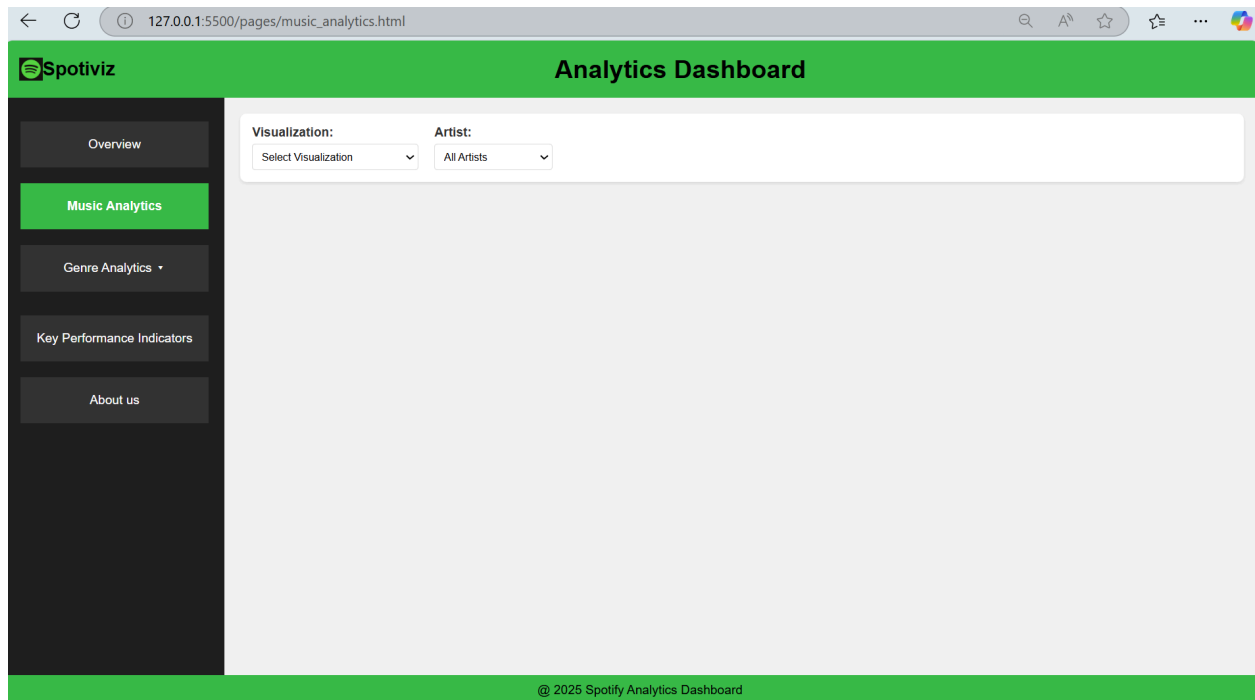 127.0.0.1:5500/pages/music_analytics.html
Spotiviz
Analytics Dashboard
Overview
Music Analytics
Genre Analytics ▾
Key Performance Indicators
About us
Visualization:
Select Visualization
Artist:
All Artists
@ 2025 Spotify Analytics Dashboard